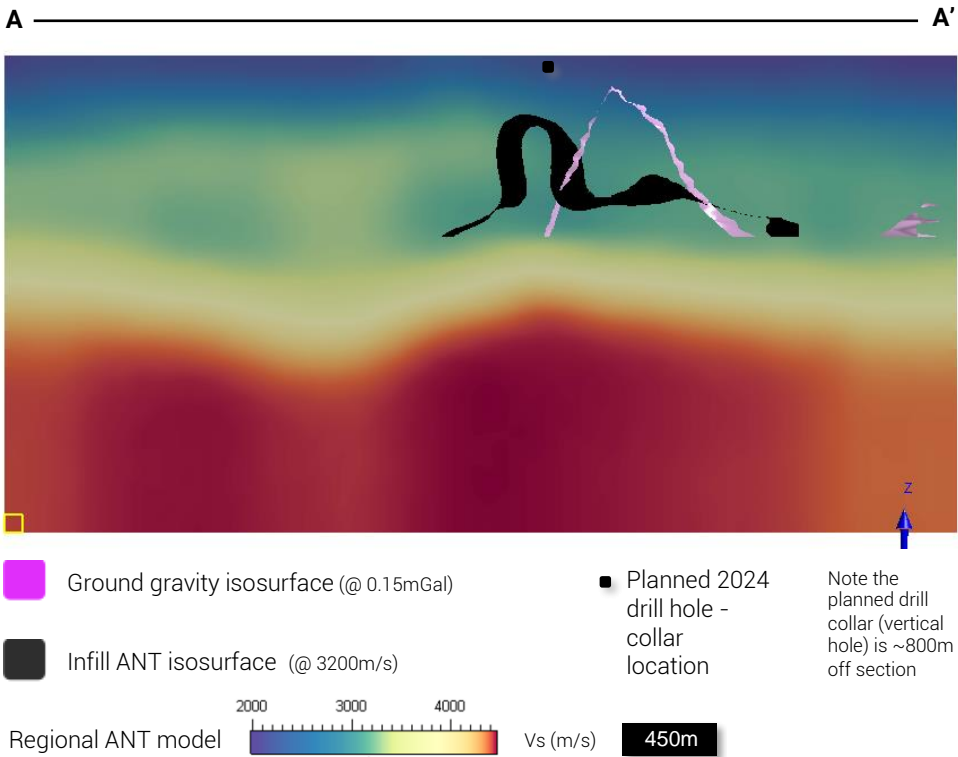 A A’
z
Ground gravity isosurface (@ 0.15mGal)
Infill ANT isosurface (@ 3200m/s)
Planned 2024
drill hole -
collar
location
Note the
planned drill
collar (vertical
hole) is ~800m
off section
2000 3000 4000
Regional ANT model
Vs (m/s)
450m